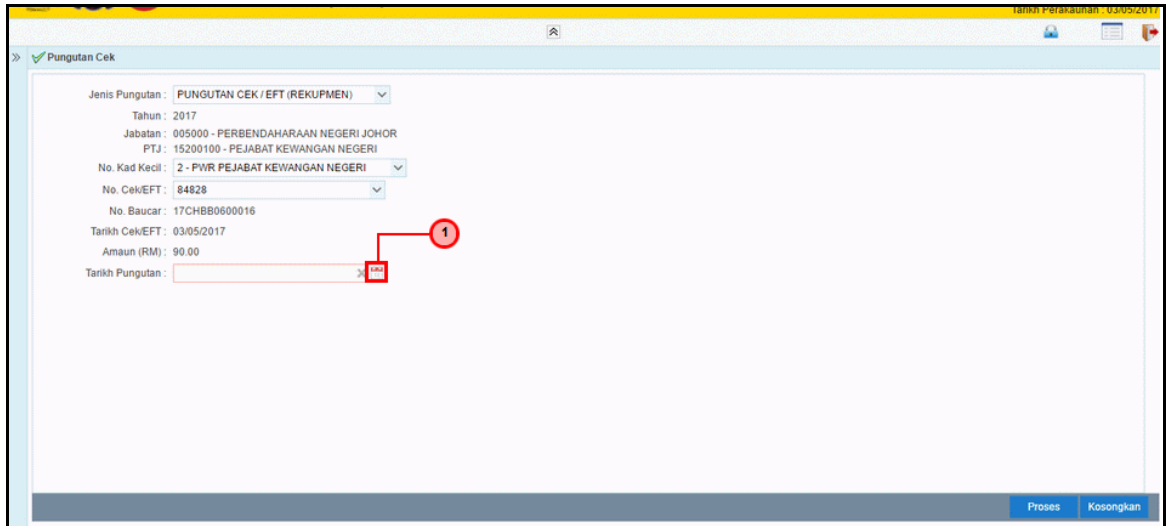 Tarikh Perakaunan : 03/05/2017
Pungutan Cek
Jenis Pungutan : PUNGUTAN CEK / EFT (REKUPMEN)
Tahun : 2017
Jabatan : 005000 - PERBENDAHARAAN NEGERI JOHOR
PTJ : 15200100 - PEJABAT KEWANGAN NEGERI
No. Kad Kecil : 2 - PWR PEJABAT KEWANGAN NEGERI
No. Cek/EFT : 84828
No. Baucar : 17CHBB0600016
Tarikh Cek/EFT : 03/05/2017
1
Amaun (RM) : 90.00
Tarikh Pungutan :
Proses Kosongkan